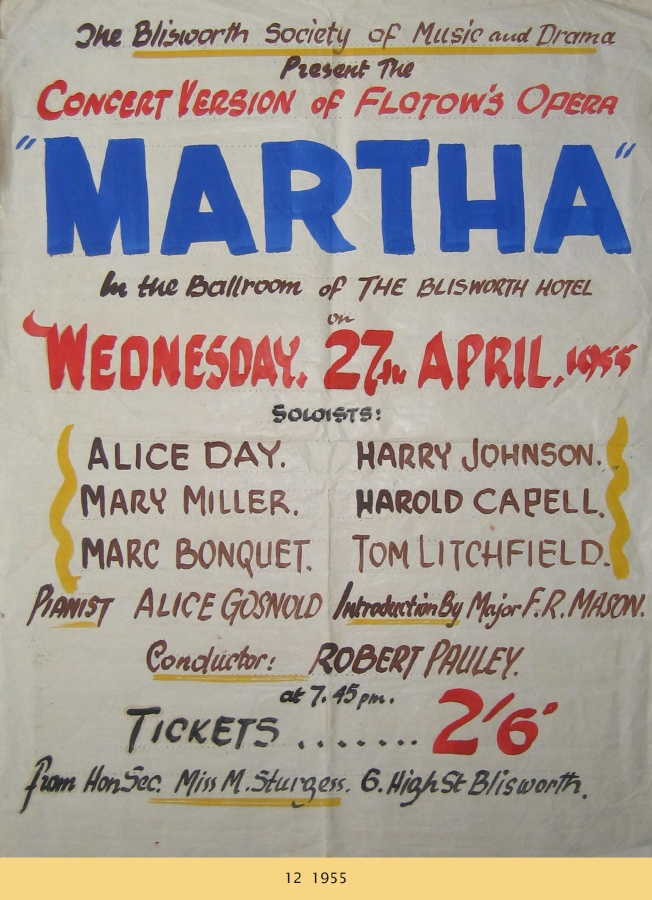 The Blisworth Society of Music and Drama
Present The
CONCERT VERSION OF FLOTOW'S OPERA
"MARTHA"
In the Ballroom of THE BLISWORTH HOTEL
on
WEDNESDAY. 27th APRIL, 1955
SOLOISTS:
ALICE DAY. HARRY JOHNSON.
MARY MILLER. HAROLD CAPELL.
MARC BONQUET. TOM LITCHFIELD.
PIANIST ALICE GOSNOLD Introduction By Major F. R. MASON.
Conductor: ROBERT PAULEY.
at 7.45 pm.
TICKETS ........ 2'6°
from Hon Sec. Miss M. Sturgess. 6. High St Blisworth.
12 1955